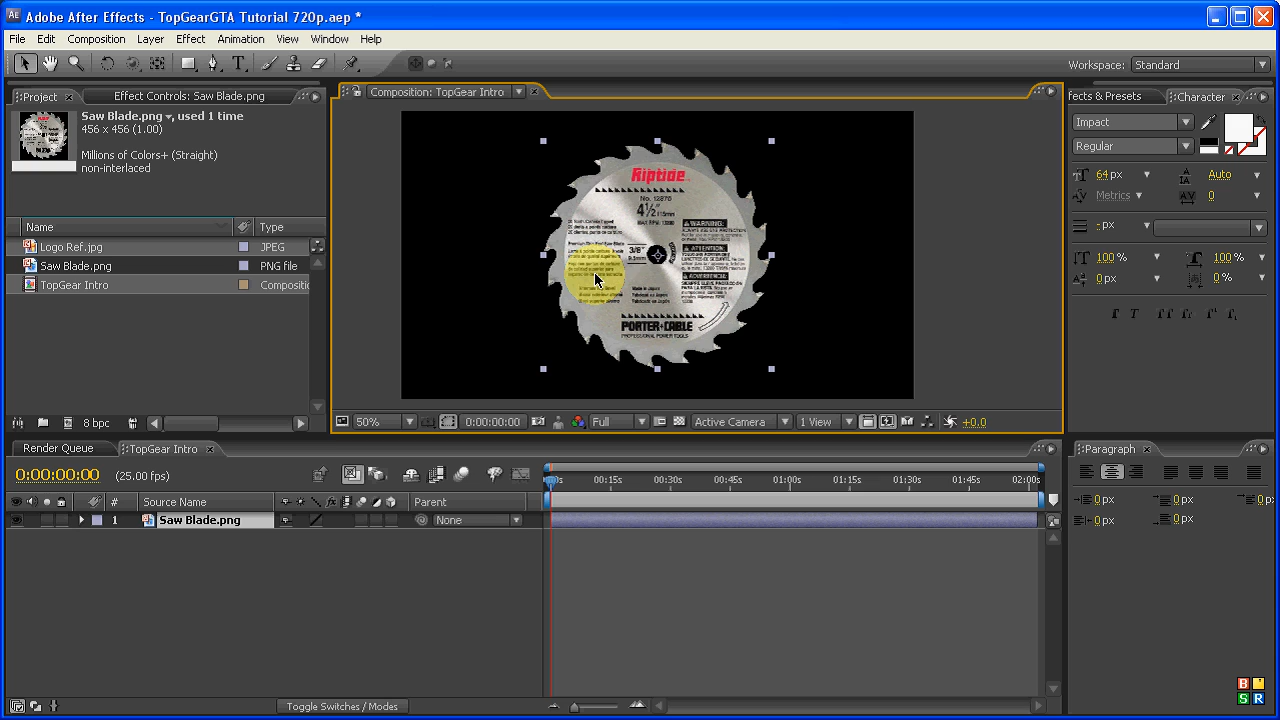 Adobe After Effects - TopGearGTA Tutorial 720p.aep *
File Edit Composition Layer Effect Animation View Window Help
Workspace: Standard
Project
Effect Controls: Saw Blade.png
Composition: TopGear Intro
Effects & Presets
Character
Saw Blade.png, used 1 time
456 x 456 (1.00)
Millions of Colors+ (Straight)
non-interlaced
Impact
Regular
64 px
Auto
Metrics
0
- px
100 %
100 %
0 px
0 %
T T TT
Name Type
Logo Ref.jpg JPEG
Saw Blade.png PNG file
TopGear Intro Compositio
8 bpc
Riptide
No. 12870
4½"
3/8"
WARNING:
ATTENTION:
ADVERTENCIA:
PORTER+CABLE
PROFESSIONAL POWER TOOLS
50%
0:00:00:00
Full
Active Camera
1 View
+0.0
Render Queue
TopGear Intro
0:00:00:00
(25.00 fps)
00s 00:15s 00:30s 00:45s 01:00s 01:15s 01:30s 01:45s 02:00s
# Source Name Parent
1 Saw Blade.png None
Toggle Switches / Modes
Paragraph
0 px 0 px 0 px
0 px 0 px
B S R